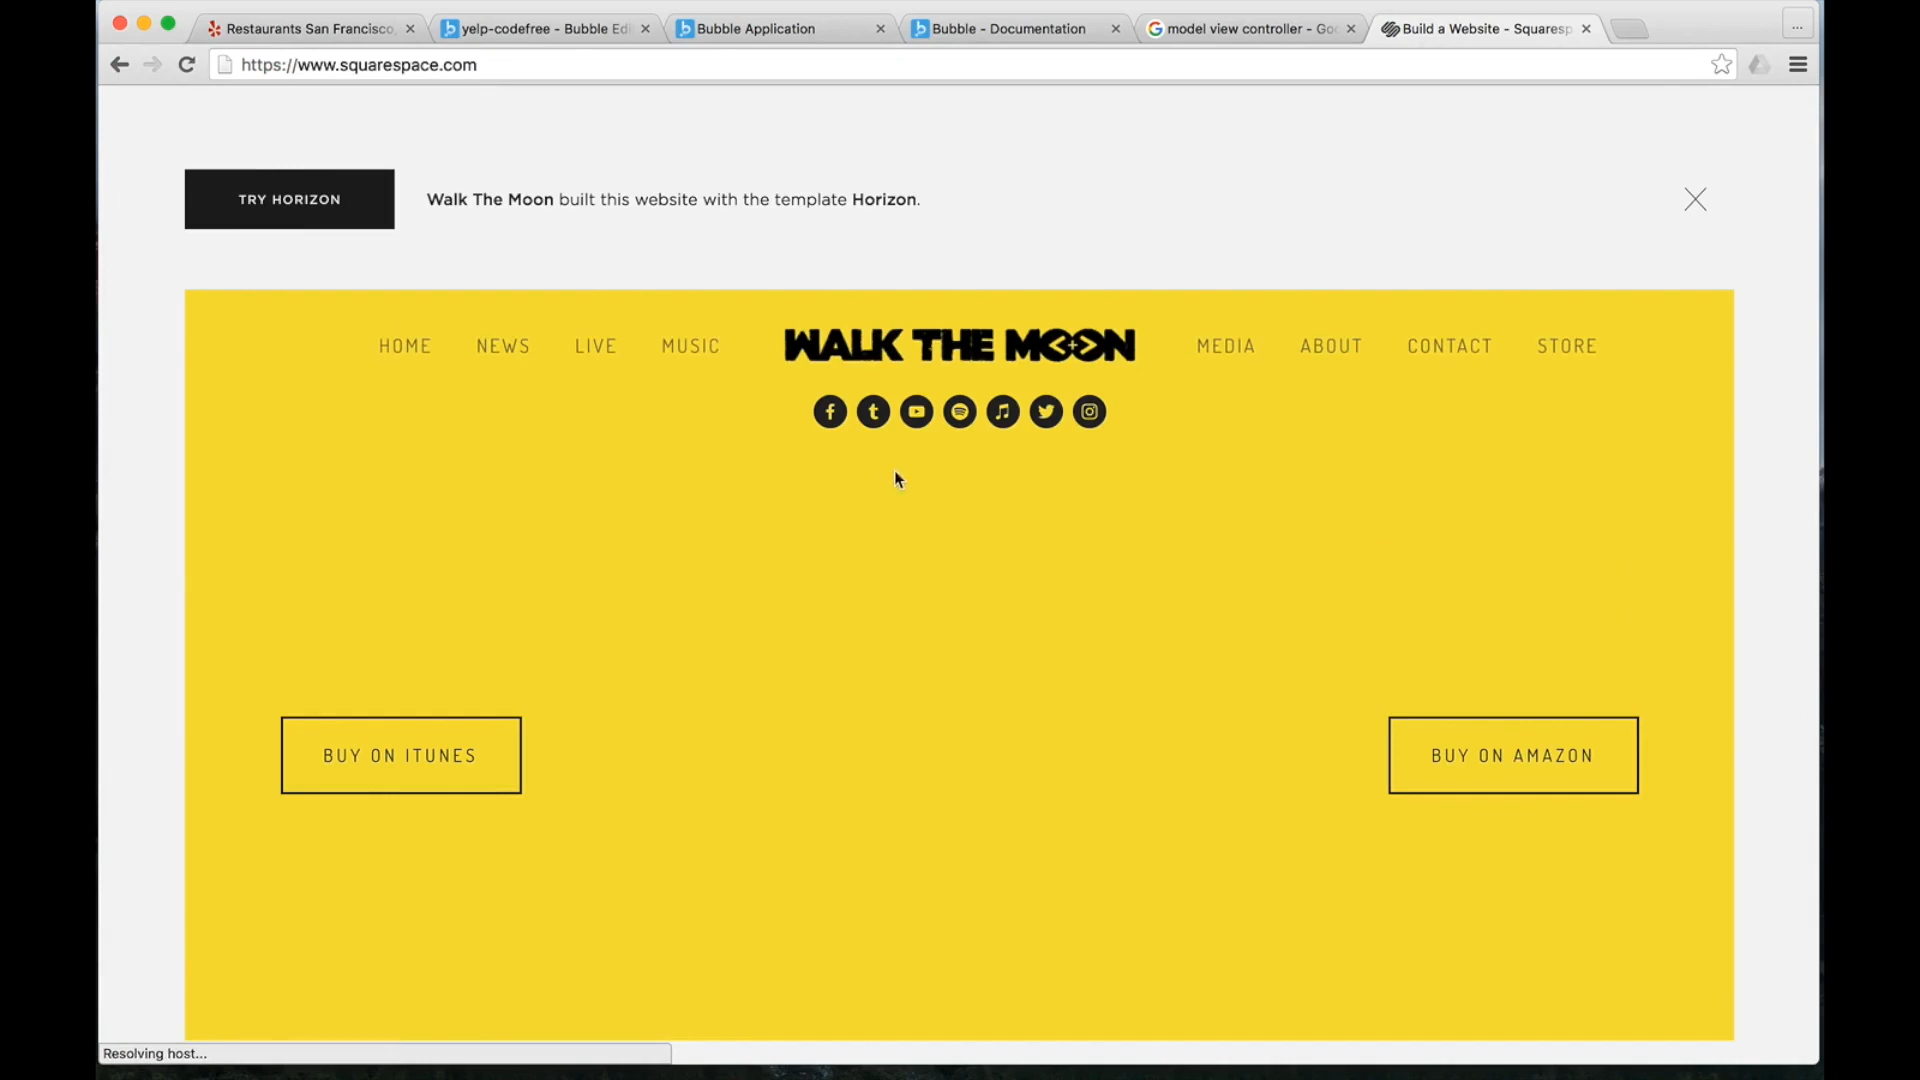 Restaurants San Francisco,
yelp-codefree - Bubble Edi
Bubble Application
Bubble - Documentation
model view controller - Goo
Build a Website - Squaresp
https://www.squarespace.com
TRY HORIZON
Walk The Moon built this website with the template Horizon.
HOME NEWS LIVE MUSIC WALK THE MOON MEDIA ABOUT CONTACT STORE
BUY ON ITUNES
BUY ON AMAZON
Resolving host...